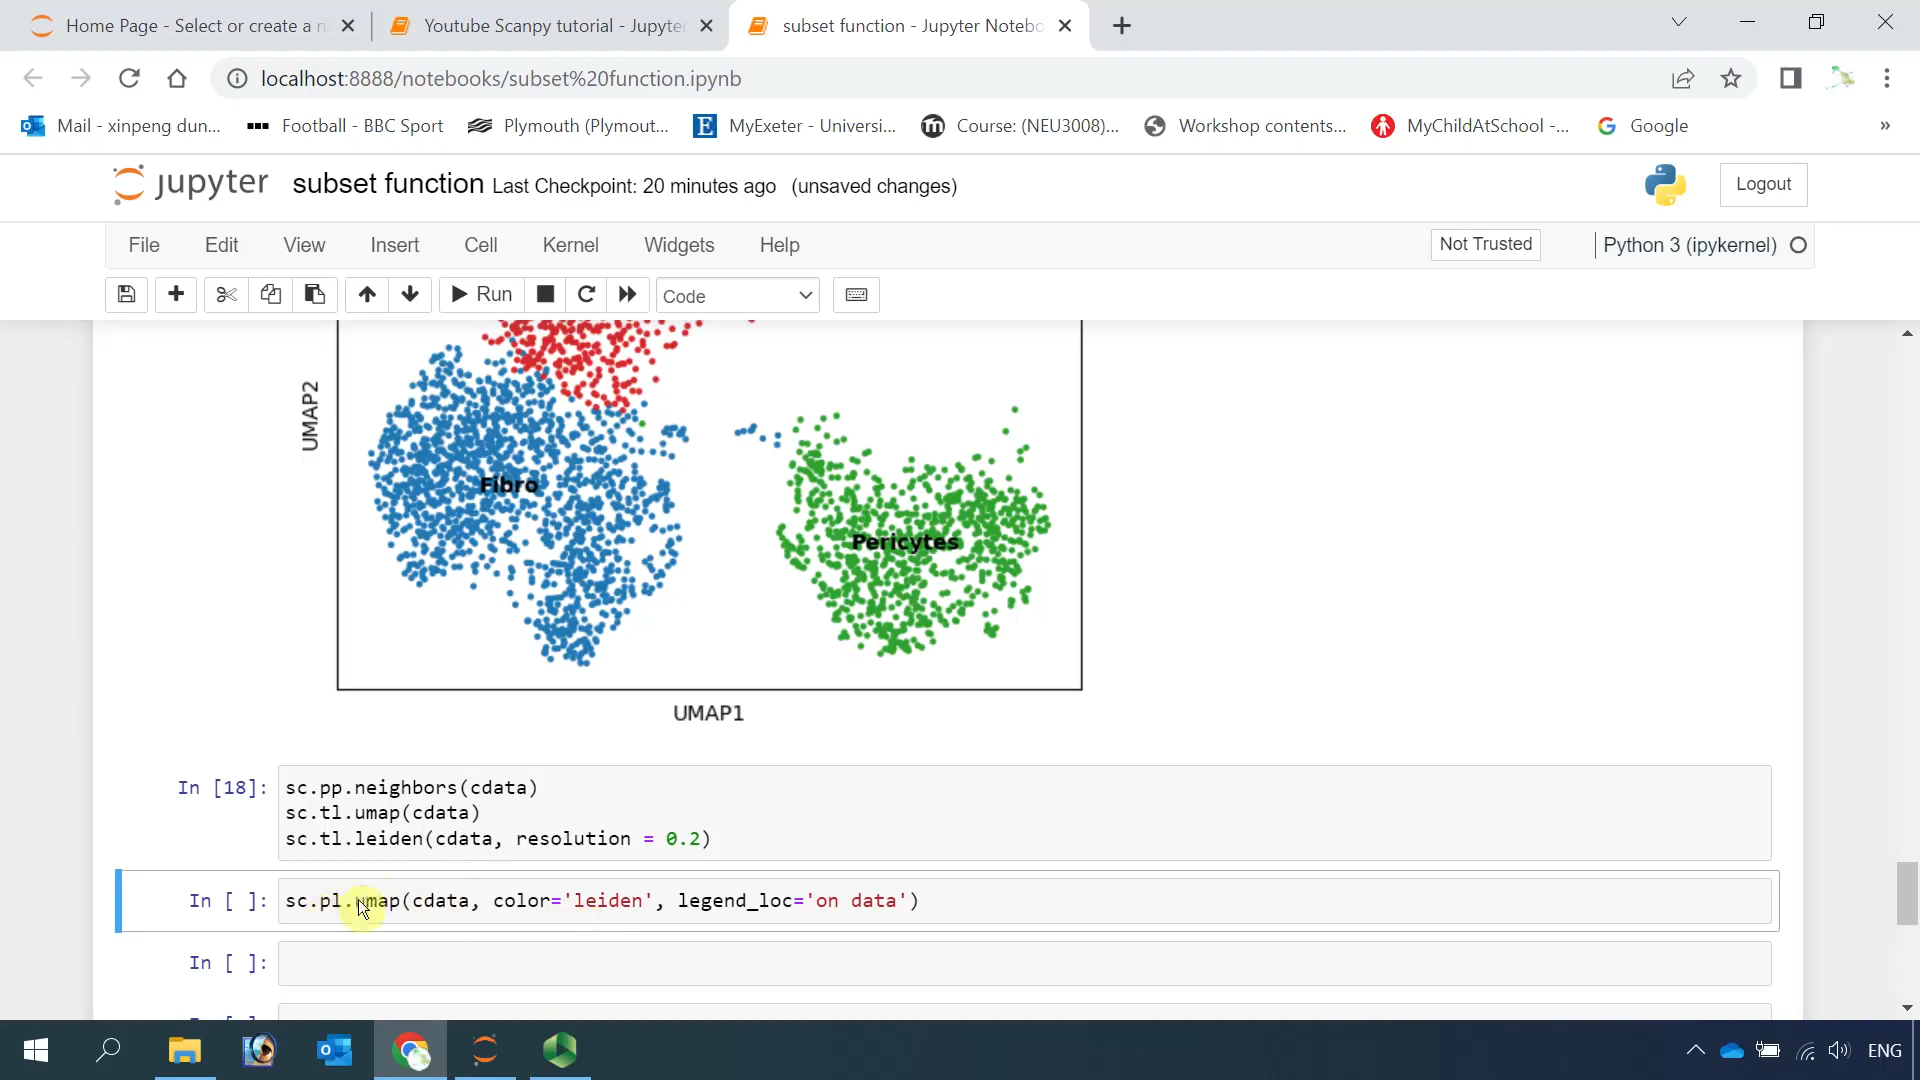 Home Page - Select or create a n
Youtube Scanpy tutorial - Jupyter
subset function - Jupyter Notebo
localhost:8888/notebooks/subset%20function.ipynb
Mail - xinpeng dun...
Football - BBC Sport
Plymouth (Plymout...
E
MyExeter - Universi...
m
Course: (NEU3008)...
Workshop contents...
MyChildAtSchool -...
G
Google
»
jupyter
subset function Last Checkpoint: 20 minutes ago (unsaved changes)
Logout
File
Edit
View
Insert
Cell
Kernel
Widgets
Help
Not Trusted
Python 3 (ipykernel)
Run
Code
UMAP2
Fibro
Pericytes
UMAP1
In [18]:
sc.pp.neighbors(cdata)
sc.tl.umap(cdata)
sc.tl.leiden(cdata, resolution = 0.2)
In [ ]:
sc.pl.umap(cdata, color='leiden', legend_loc='on data')
In [ ]:
ENG